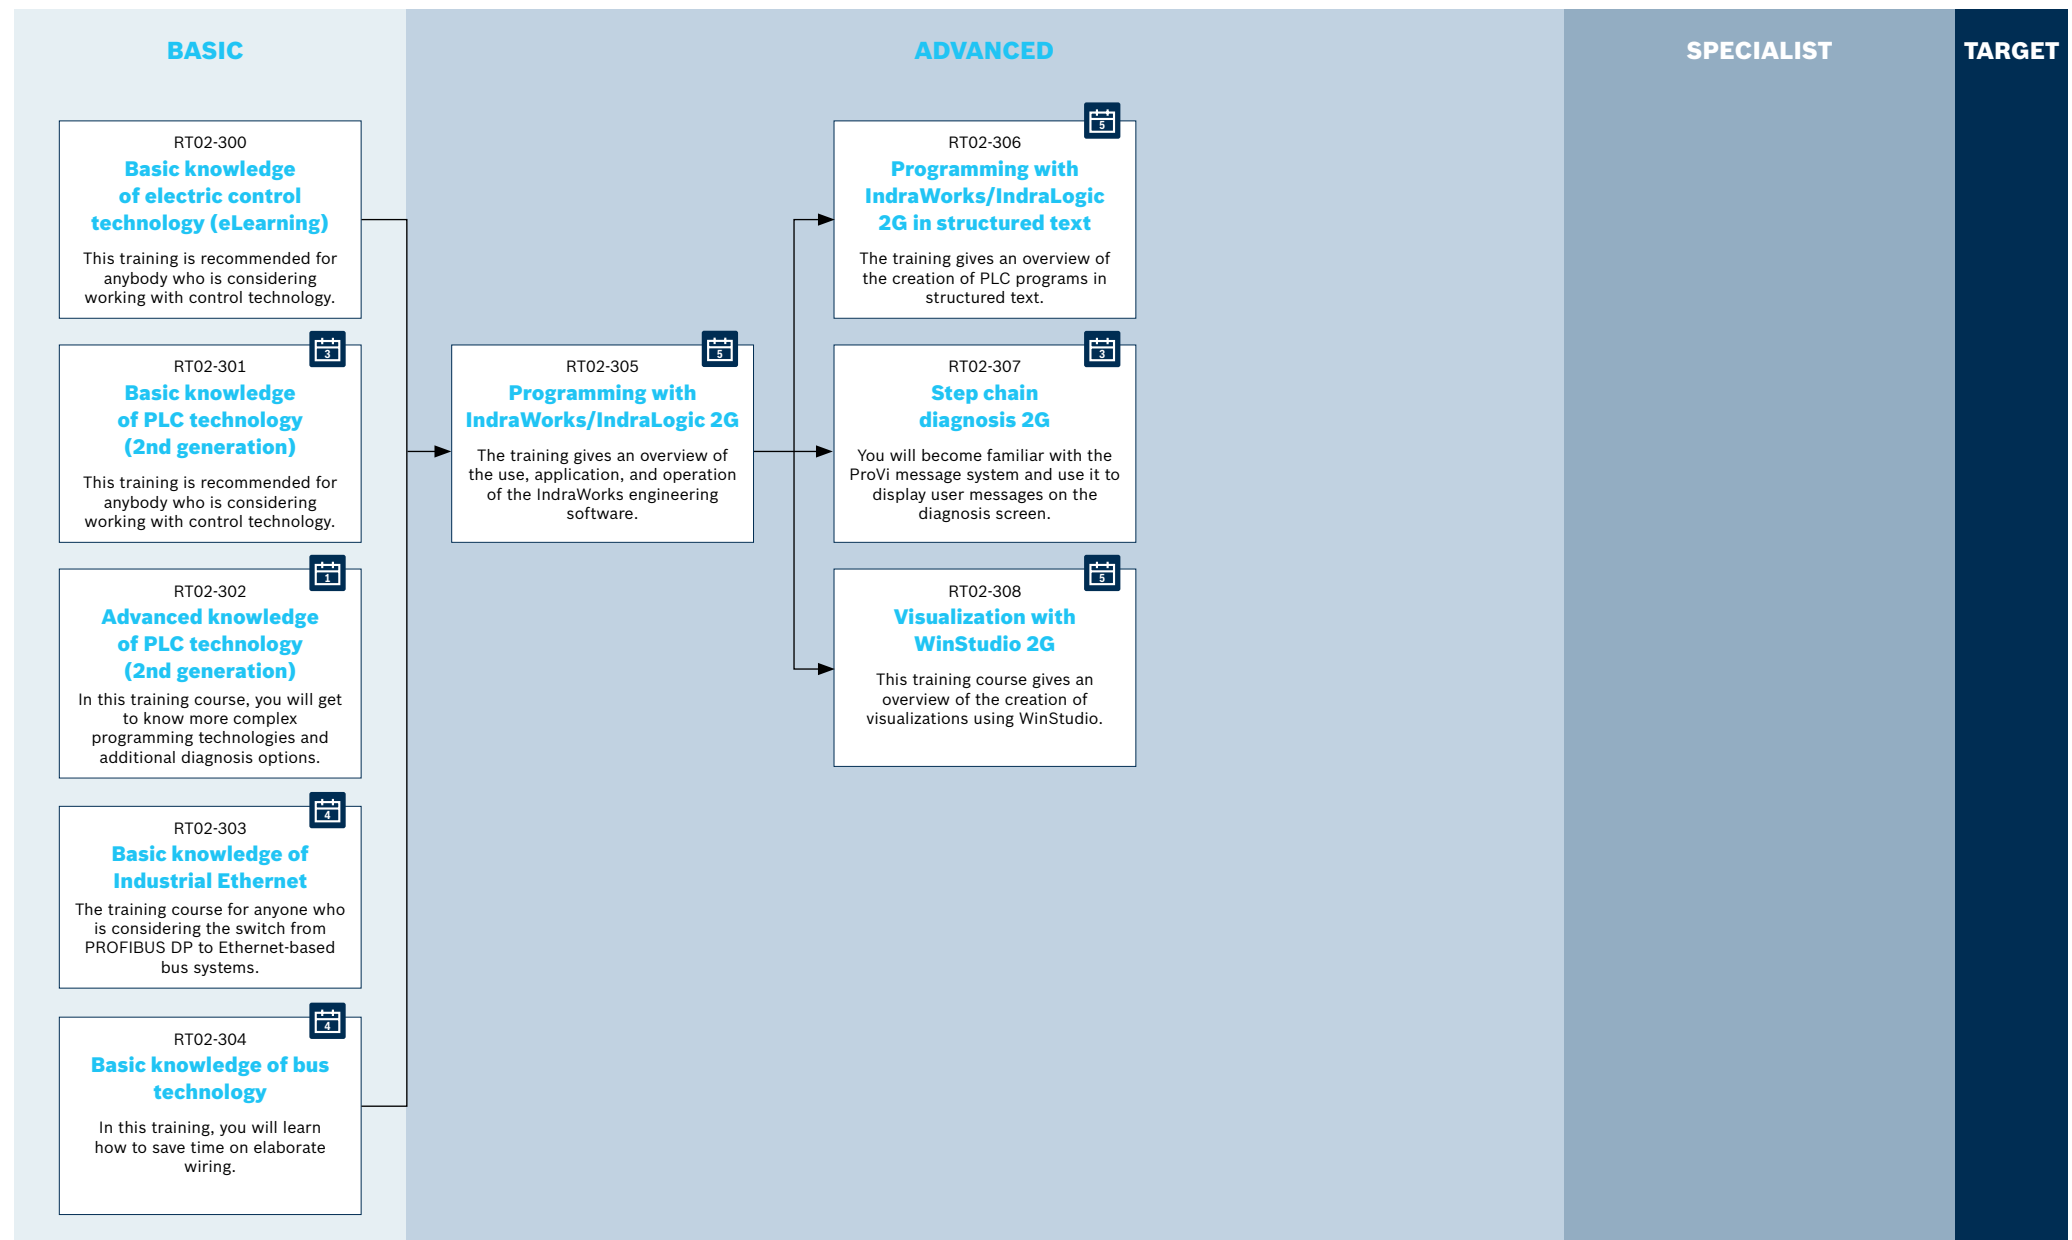 BASIC
ADVANCED
SPECIALIST
TARGET
RT02-300
Basic knowledge
of electric control
technology (eLearning)
This training is recommended for
anybody who is considering
working with control technology.
3
RT02-301
Basic knowledge
of PLC technology
(2nd generation)
This training is recommended for
anybody who is considering
working with control technology.
1
RT02-302
Advanced knowledge
of PLC technology
(2nd generation)
In this training course, you will get
to know more complex
programming technologies and
additional diagnosis options.
4
RT02-303
Basic knowledge of
Industrial Ethernet
The training course for anyone who
is considering the switch from
PROFIBUS DP to Ethernet-based
bus systems.
4
RT02-304
Basic knowledge of bus
technology
In this training, you will learn
how to save time on elaborate
wiring.
5
RT02-305
Programming with
IndraWorks/IndraLogic 2G
The training gives an overview of
the use, application, and operation
of the IndraWorks engineering
software.
5
RT02-306
Programming with
IndraWorks/IndraLogic
2G in structured text
The training gives an overview of
the creation of PLC programs in
structured text.
3
RT02-307
Step chain
diagnosis 2G
You will become familiar with the
ProVi message system and use it to
display user messages on the
diagnosis screen.
5
RT02-308
Visualization with
WinStudio 2G
This training course gives an
overview of the creation of
visualizations using WinStudio.